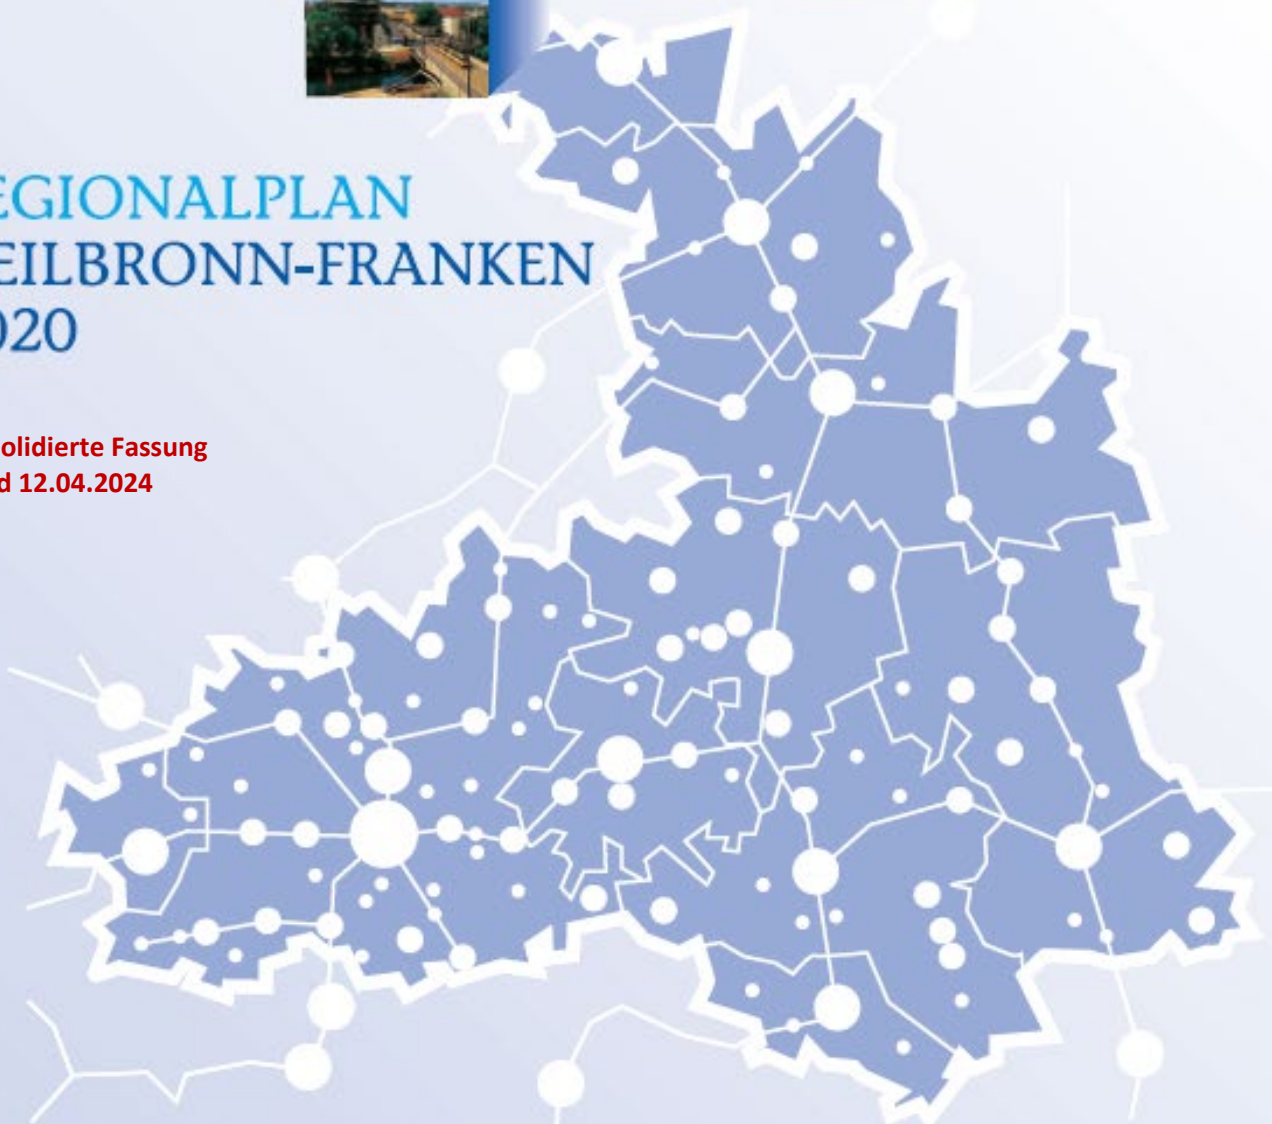 EGIONALPLAN
EILBRONN-FRANKEN
020
olidierte Fassung
d 12.04.2024